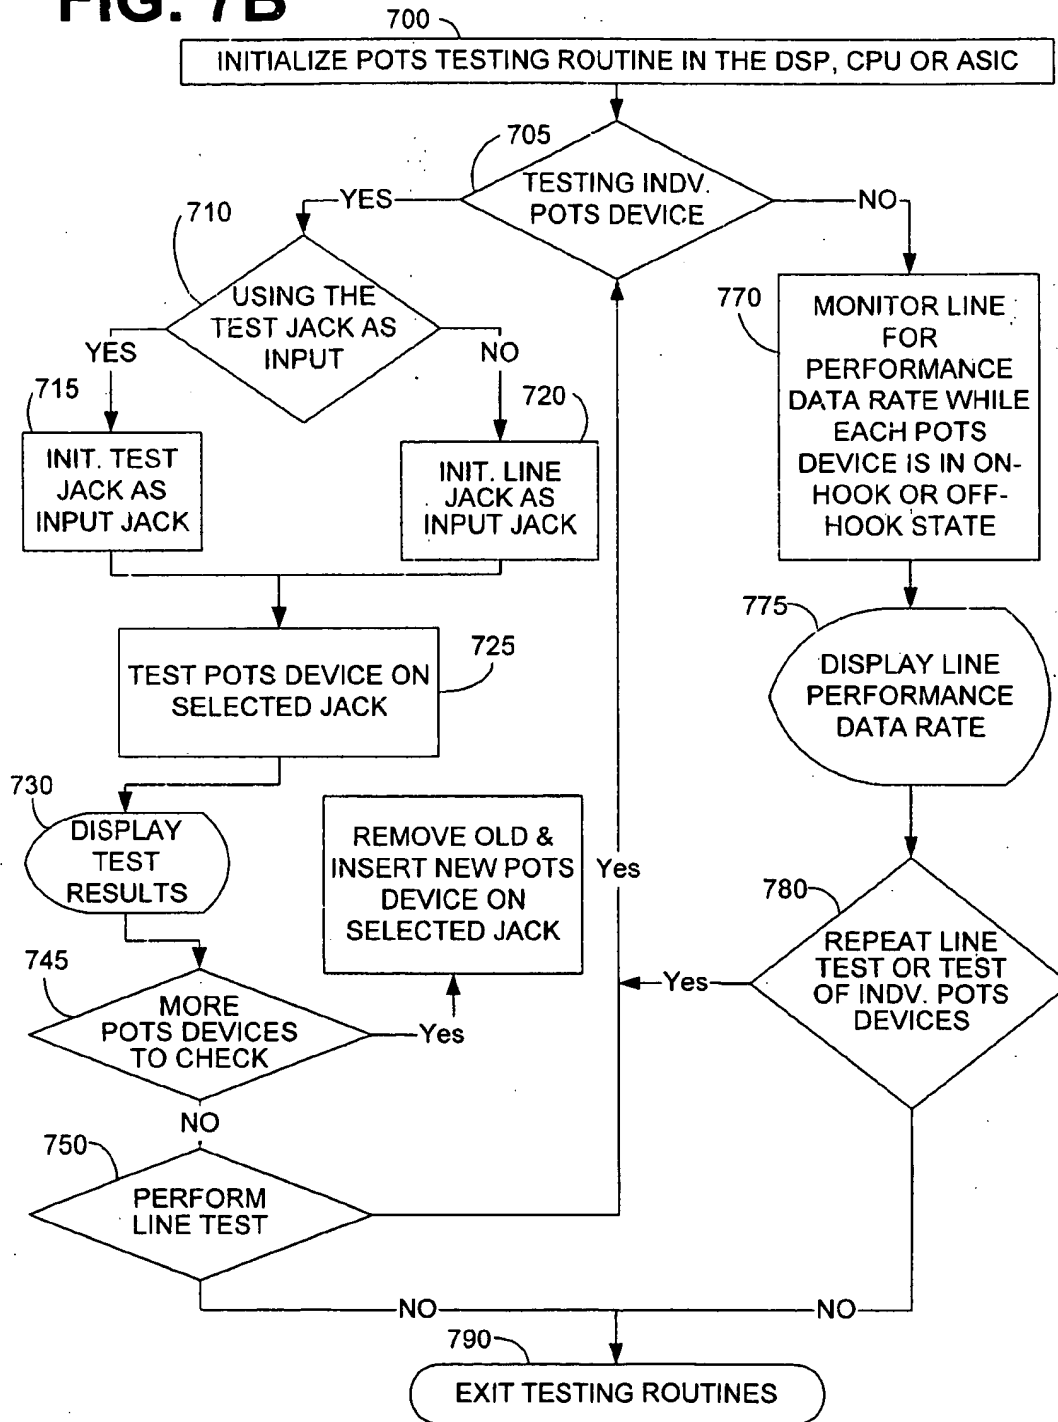 FIG. 7B
700
INITIALIZE POTS TESTING ROUTINE IN THE DSP, CPU OR ASIC
705
TESTING INDV.
POTS DEVICE
YES
NO
710
USING THE
TEST JACK AS
INPUT
YES
NO
715
INIT. TEST
JACK AS
INPUT JACK
720
INIT. LINE
JACK AS
INPUT JACK
770
MONITOR LINE
FOR
PERFORMANCE
DATA RATE WHILE
EACH POTS
DEVICE IS IN ON-
HOOK OR OFF-
HOOK STATE
725
TEST POTS DEVICE ON
SELECTED JACK
775
DISPLAY LINE
PERFORMANCE
DATA RATE
730
DISPLAY
TEST
RESULTS
REMOVE OLD &
INSERT NEW POTS
DEVICE ON
SELECTED JACK
Yes
745
MORE
POTS DEVICES
TO CHECK
Yes
NO
780
REPEAT LINE
TEST OR TEST
OF INDV. POTS
DEVICES
Yes
750
PERFORM
LINE TEST
NO
NO
790
EXIT TESTING ROUTINES